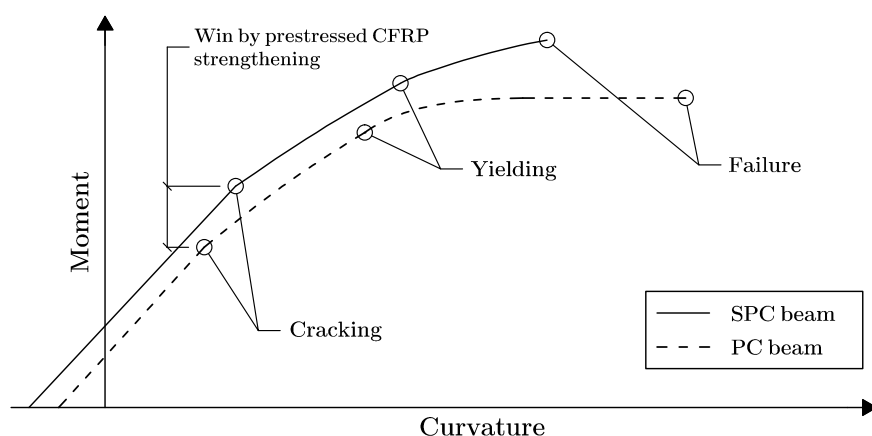 Win by prestressed CFRP
strengthening
Yielding
Failure
Moment
Cracking
SPC beam
PC beam
Curvature